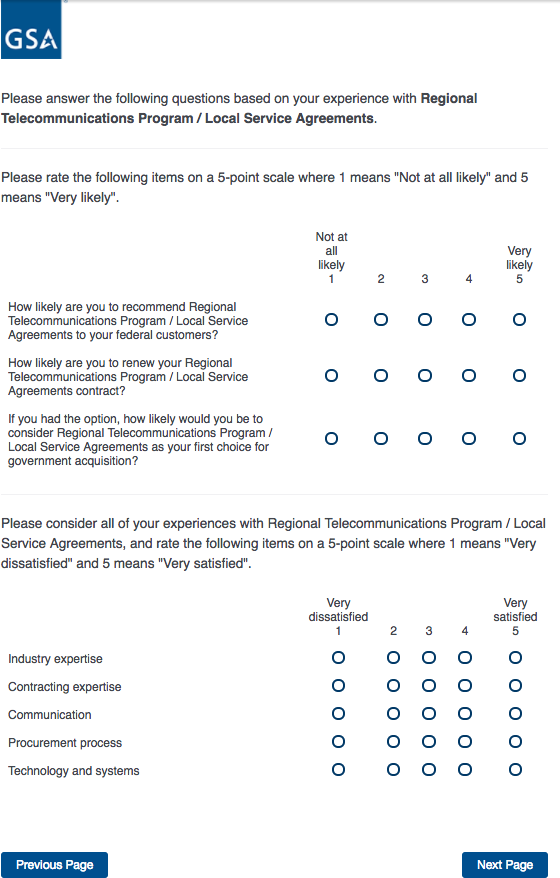 GSA
Please answer the following questions based on your experience with Regional
Telecommunications Program / Local Service Agreements.
Please rate the following items on a 5-point scale where 1 means "Not at all likely" and 5
means "Very likely".
Not at
all
likely
1
2
3
4
Very
likely
5
How likely are you to recommend Regional
Telecommunications Program / Local Service
Agreements to your federal customers?
How likely are you to renew your Regional
Telecommunications Program / Local Service
Agreements contract?
If you had the option, how likely would you be to
consider Regional Telecommunications Program /
Local Service Agreements as your first choice for
government acquisition?
Please consider all of your experiences with Regional Telecommunications Program / Local
Service Agreements, and rate the following items on a 5-point scale where 1 means "Very
dissatisfied" and 5 means "Very satisfied".
Very
dissatisfied
1
2
3
4
Very
satisfied
5
Industry expertise
Contracting expertise
Communication
Procurement process
Technology and systems
Previous Page
Next Page